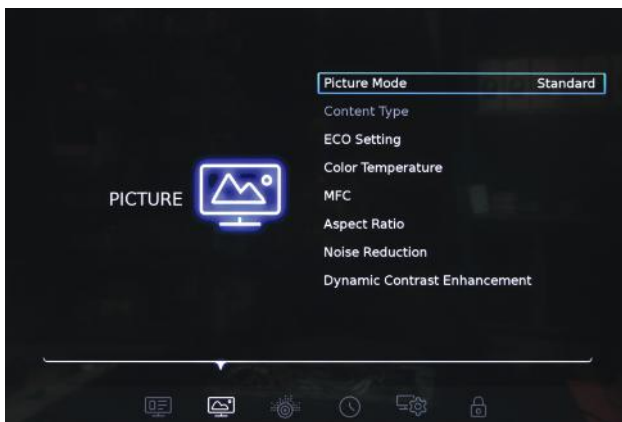 Picture Mode Standard
Content Type
ECO Setting
Color Temperature
PICTURE
MFC
Aspect Ratio
Noise Reduction
Dynamic Contrast Enhancement